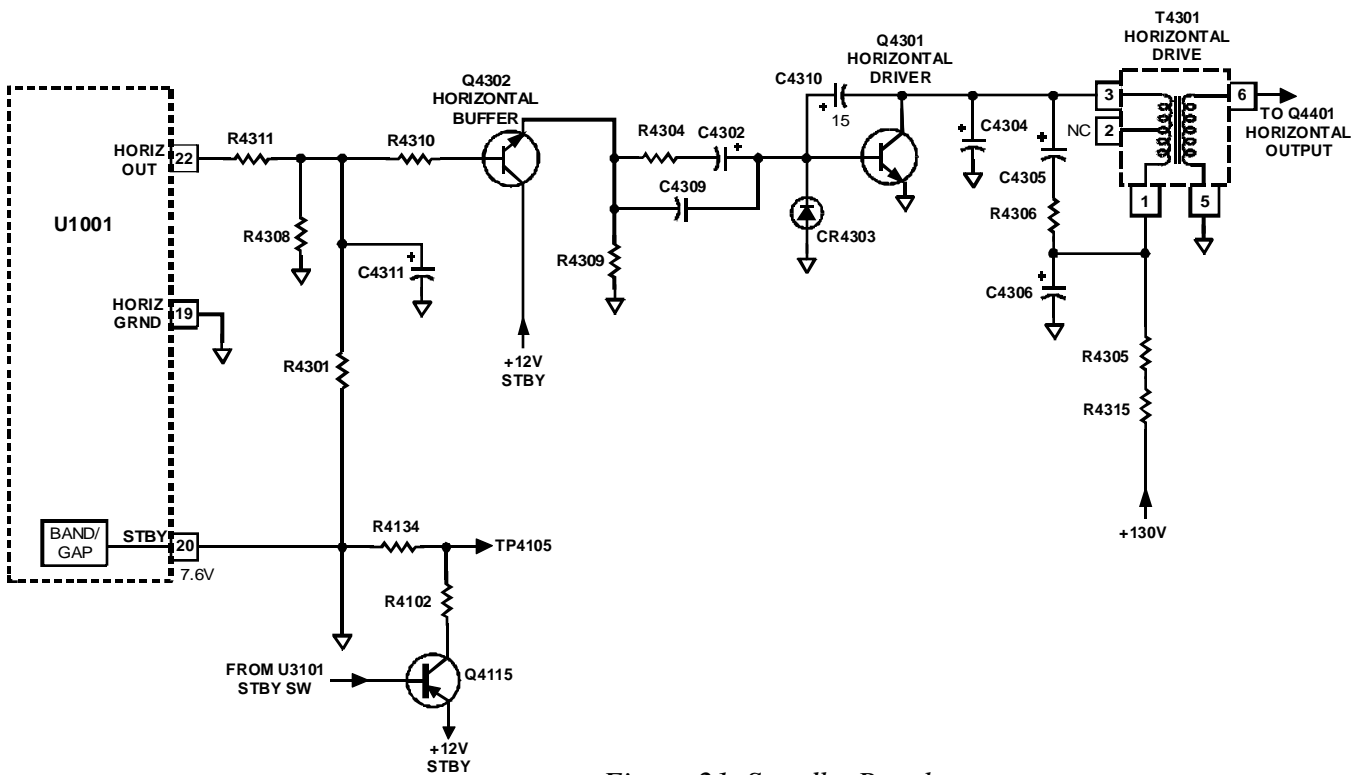 T4301
HORIZONTAL
DRIVE
Q4301
HORIZONTAL
DRIVER
Q4302
HORIZONTAL
BUFFER
C4310
+
15
3
6
2
NC
TO Q4401
HORIZONTAL
OUTPUT
R4311
R4310
R4304
C4302
+
+
C4304
+
HORIZ
OUT
22
C4305
C4309
U1001
1
5
R4308
R4306
CR4303
+
C4311
R4309
+
C4306
HORIZ
GRND
19
R4301
+12V
STBY
R4305
R4315
BAND/
GAP
STBY
20
7.6V
R4134
TP4105
+130V
R4102
FROM U3101
STBY SW
Q4115
+12V
STBY